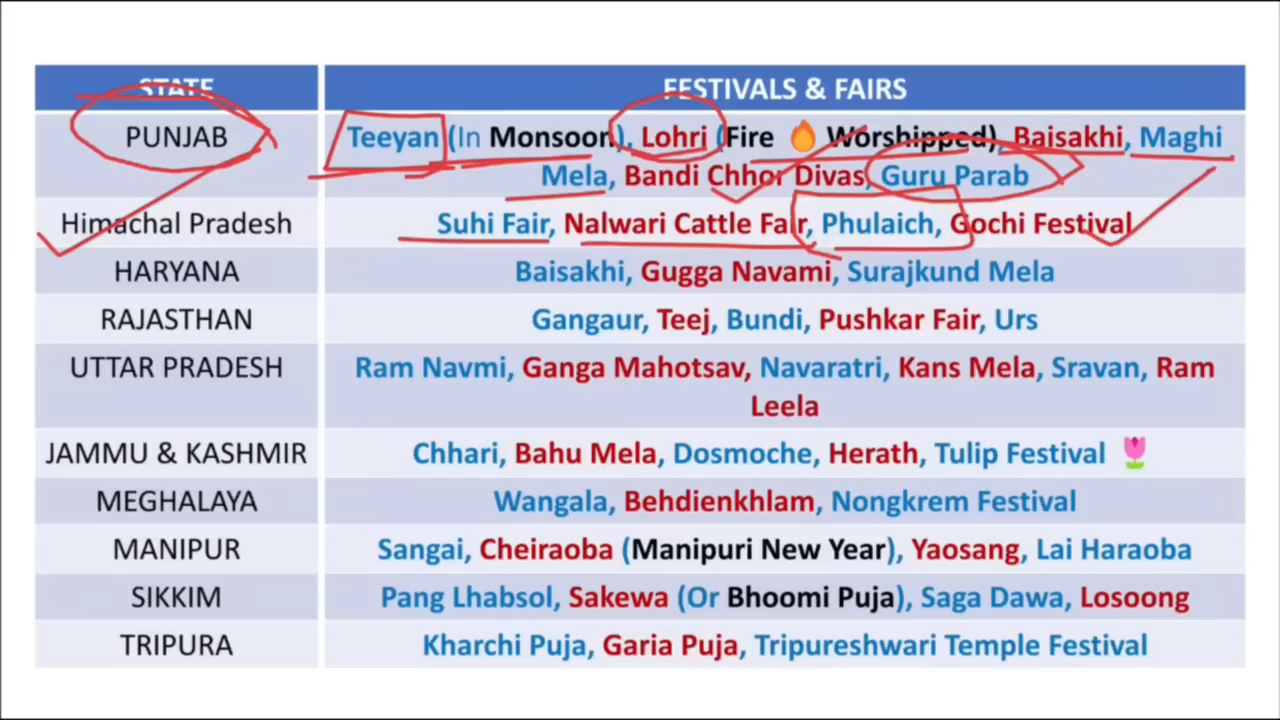 STATE FESTIVALS & FAIRS
PUNJAB Teeyan (In Monsoon), Lohri (Fire 🔥 Worshipped), Baisakhi, Maghi
Mela, Bandi Chhor Divas, Guru Parab
Himachal Pradesh Suhi Fair, Nalwari Cattle Fair, Phulaich, Gochi Festival
HARYANA Baisakhi, Gugga Navami, Surajkund Mela
RAJASTHAN Gangaur, Teej, Bundi, Pushkar Fair, Urs
UTTAR PRADESH Ram Navmi, Ganga Mahotsav, Navaratri, Kans Mela, Sravan, Ram
Leela
JAMMU & KASHMIR Chhari, Bahu Mela, Dosmoche, Herath, Tulip Festival 🌷
MEGHALAYA Wangala, Behdienkhlam, Nongkrem Festival
MANIPUR Sangai, Cheiraoba (Manipuri New Year), Yaosang, Lai Haraoba
SIKKIM Pang Lhabsol, Sakewa (Or Bhoomi Puja), Saga Dawa, Losoong
TRIPURA Kharchi Puja, Garia Puja, Tripureshwari Temple Festival